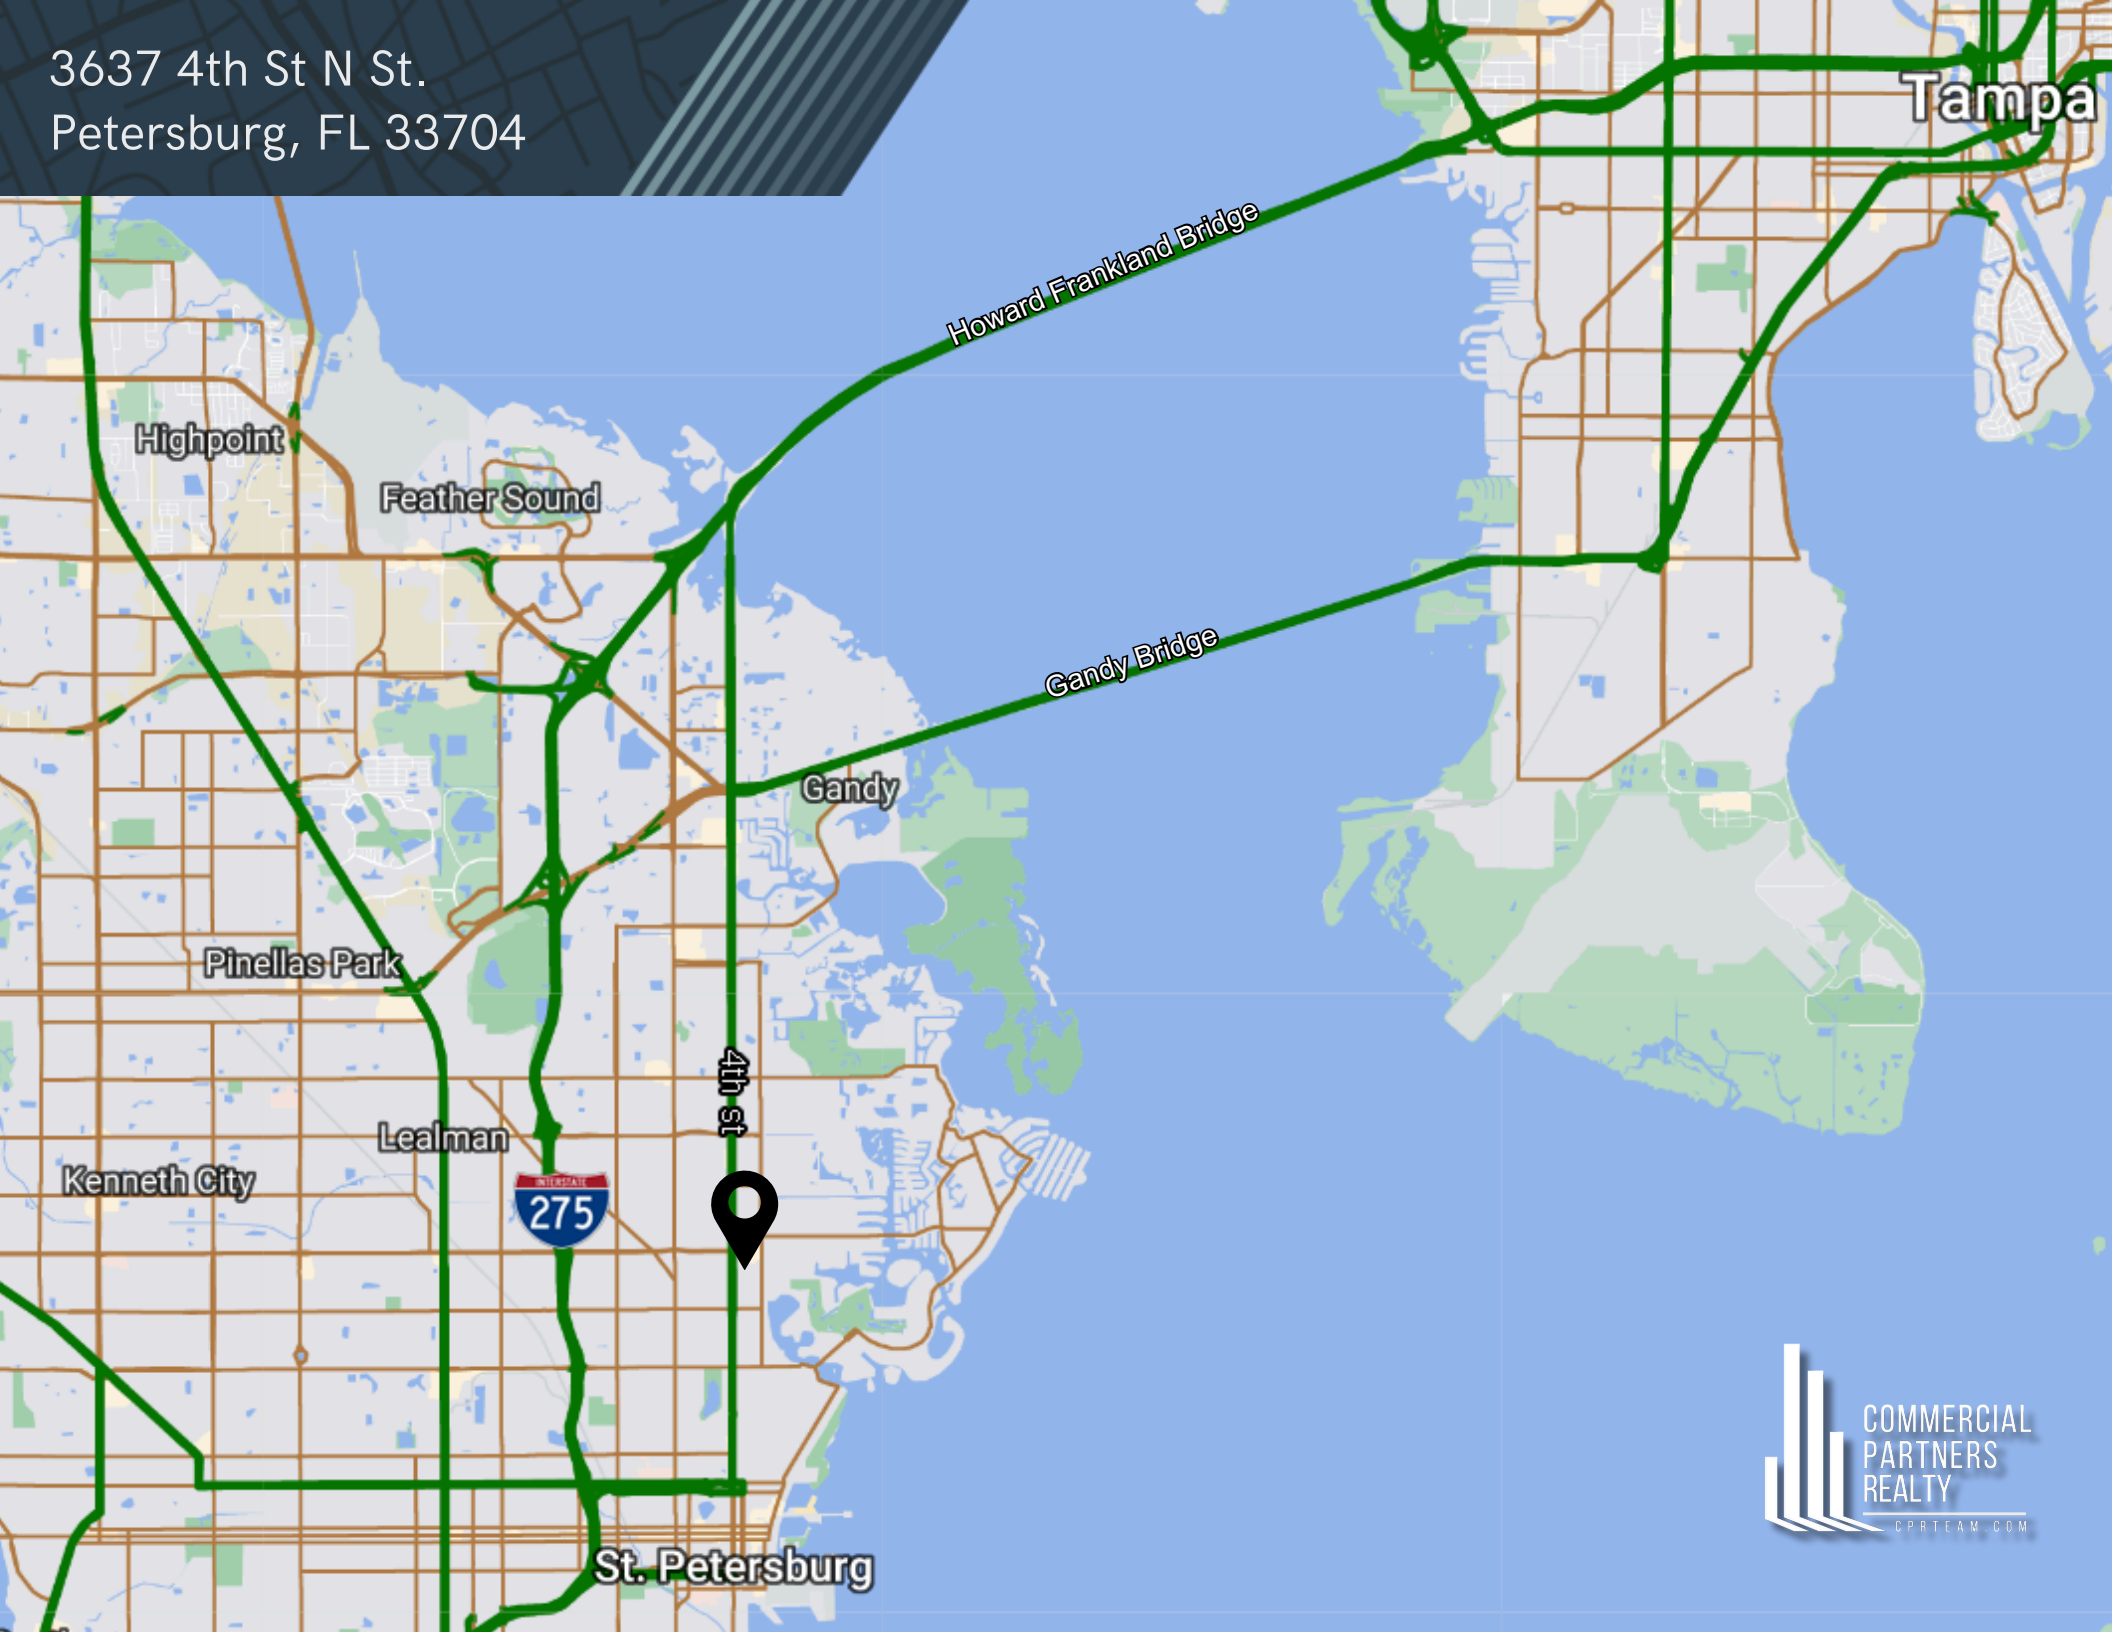 3637 4th St N St.
Petersburg, FL 33704
Tampa
Howard Frankland Bridge
Highpoint
Feather Sound
Gandy Bridge
Gandy
Pinellas Park
4th st
Lealman
Kenneth City
INTERSTATE
275
COMMERCIAL
PARTNERS
REALTY
CPRTEAM.COM
St. Petersburg